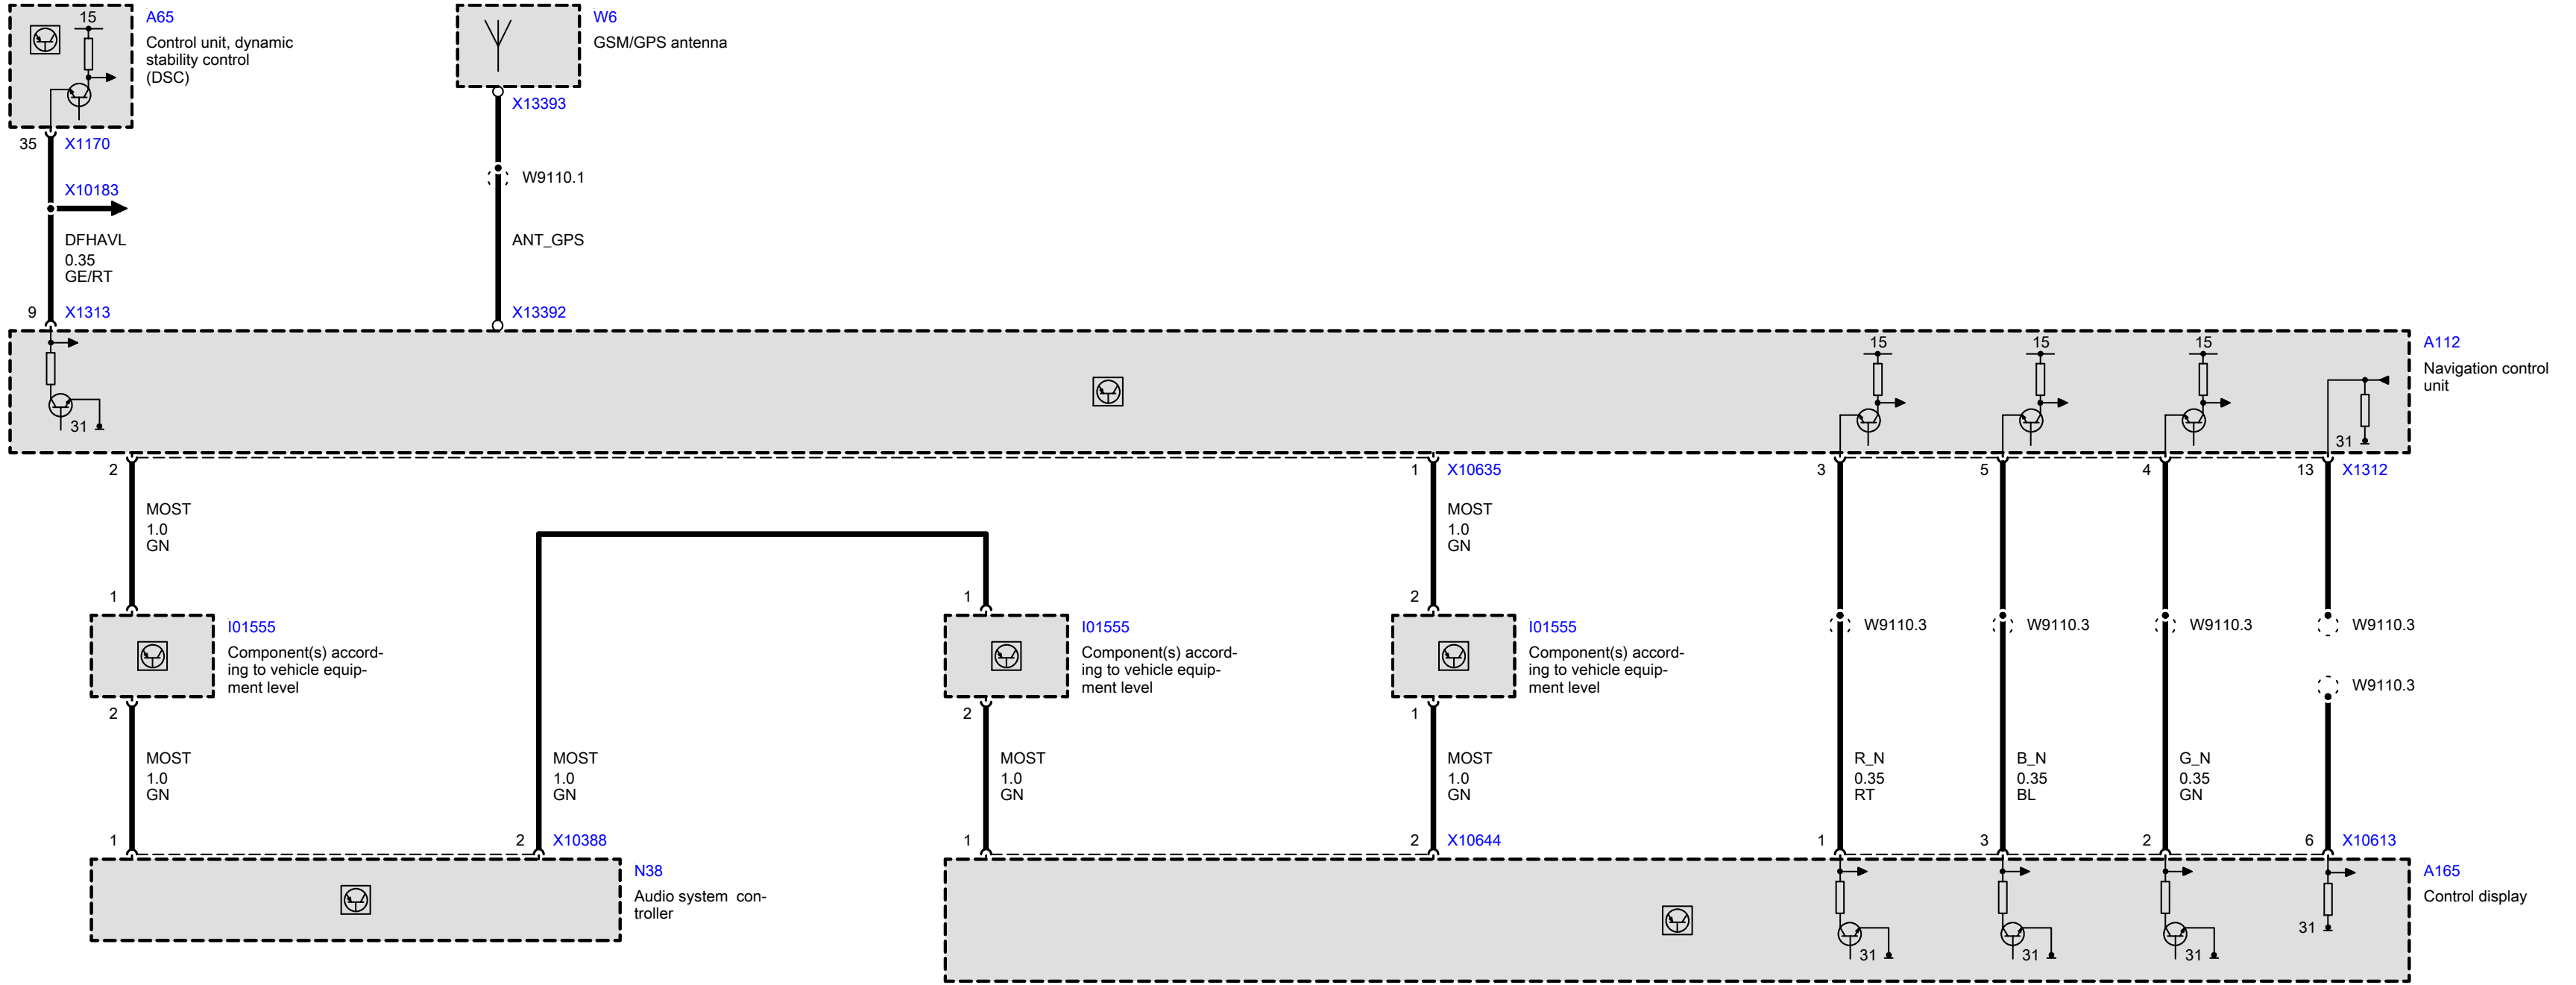 15
A65
Control unit, dynamic
stability control
(DSC)
W6
GSM/GPS antenna
35
X1170
X13393
X10183
W9110.1
DFHAVL
0.35
GE/RT
ANT_GPS
9
X1313
X13392
31
15
15
15
31
A112
Navigation control
unit
2
1
X10635
3
5
4
13
X1312
MOST
1.0
GN
MOST
1.0
GN
1
1
2
I01555
Component(s) accord-
ing to vehicle equip-
ment level
I01555
Component(s) accord-
ing to vehicle equip-
ment level
I01555
Component(s) accord-
ing to vehicle equip-
ment level
W9110.3
W9110.3
W9110.3
W9110.3
W9110.3
2
2
1
MOST
1.0
GN
MOST
1.0
GN
MOST
1.0
GN
MOST
1.0
GN
R_N
0.35
RT
B_N
0.35
BL
G_N
0.35
GN
1
2
X10388
1
2
X10644
1
3
2
6
X10613
N38
Audio system con-
troller
31
31
31
31
A165
Control display